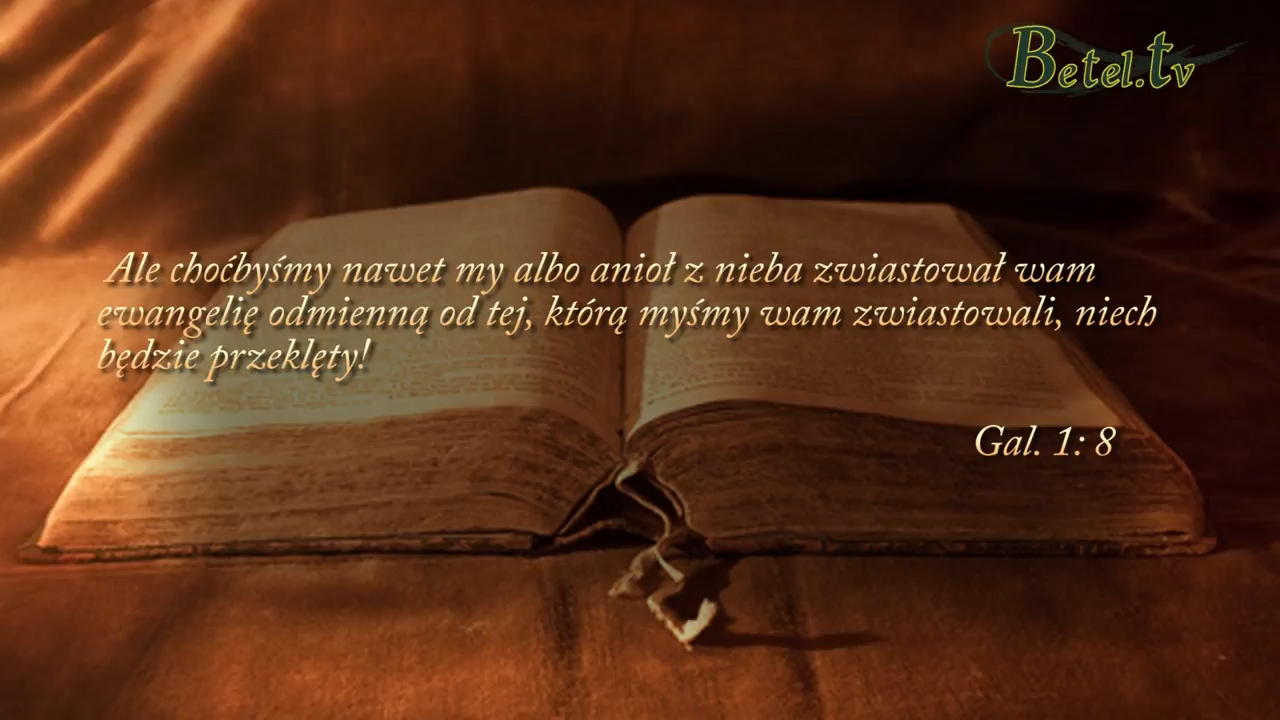 Betel.tv
Ale choćbyśmy nawet my albo anioł z nieba zwiastował wam
ewangelię odmienną od tej, którą myśmy wam zwiastowali, niech
będzie przeklęty!
Gal. 1: 8